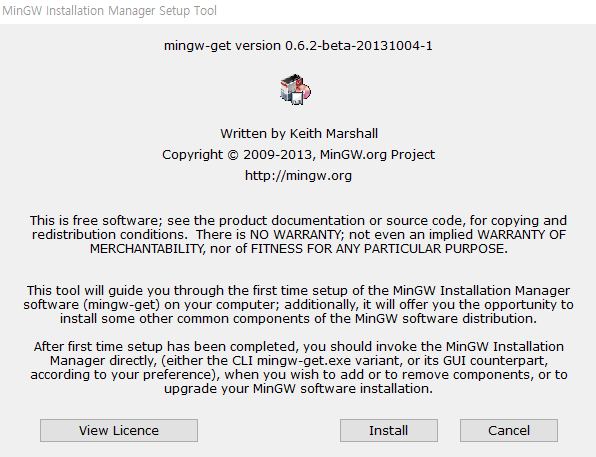 MinGW Installation Manager Setup Tool
mingw-get version 0.6.2-beta-20131004-1
Written by Keith Marshall
Copyright © 2009-2013, MinGW.org Project
http://mingw.org
This is free software; see the product documentation or source code, for copying and
redistribution conditions.  There is NO WARRANTY; not even an implied WARRANTY OF
MERCHANTABILITY, nor of FITNESS FOR ANY PARTICULAR PURPOSE.
This tool will guide you through the first time setup of the MinGW Installation Manager
software (mingw-get) on your computer; additionally, it will offer you the opportunity to
install some other common components of the MinGW software distribution.
After first time setup has been completed, you should invoke the MinGW Installation
Manager directly, (either the CLI mingw-get.exe variant, or its GUI counterpart,
according to your preference), when you wish to add or to remove components, or to
upgrade your MinGW software installation.
View Licence
Install
Cancel